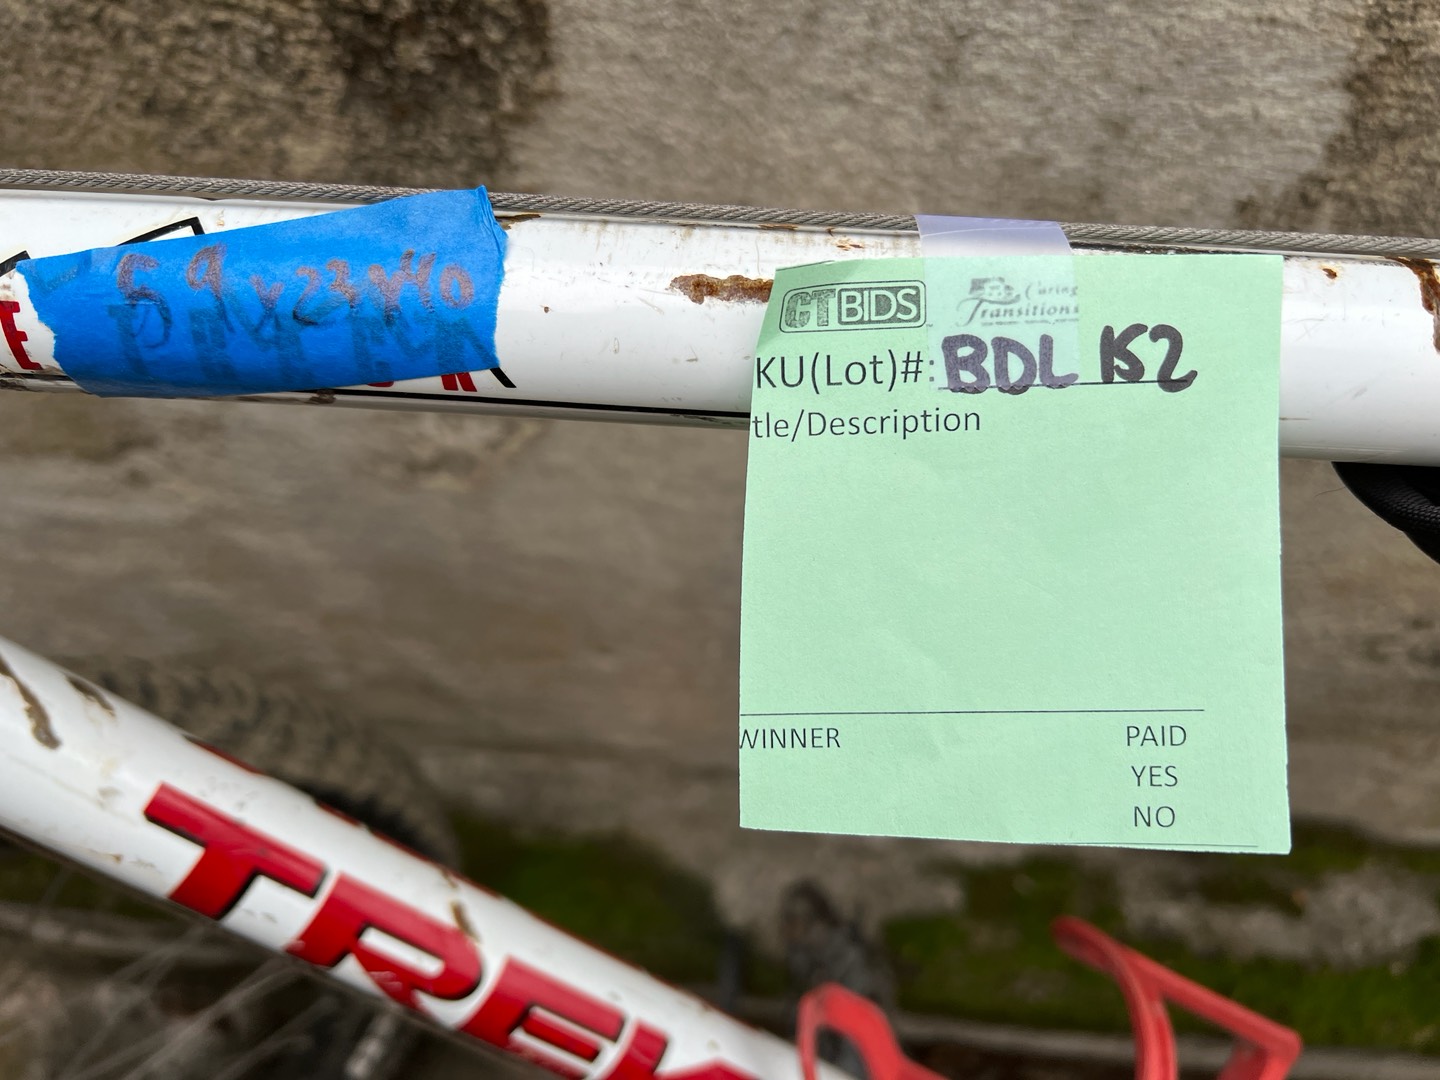 59x23x40
E
CTBIDS
Caring
Transitions
KU(Lot)#: BDL 152
tle/Description
WINNER
PAID
YES
NO
TREK